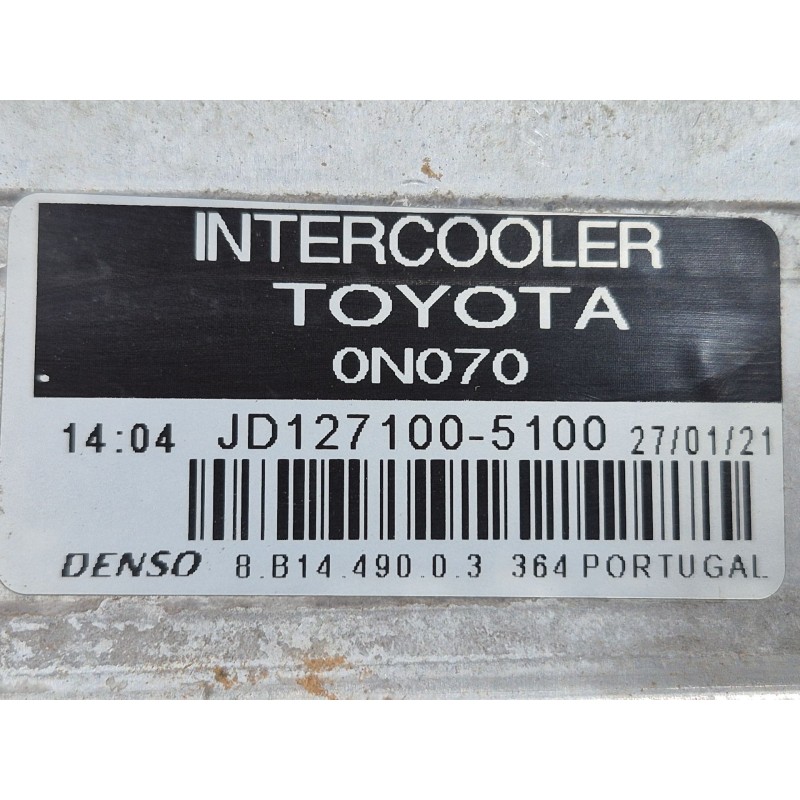 INTERCOOLER
TOYOTA
0N070
14:04 JD127100-5100 27/01/21
DENSO 8.B14.490.0.3 364 PORTUGAL